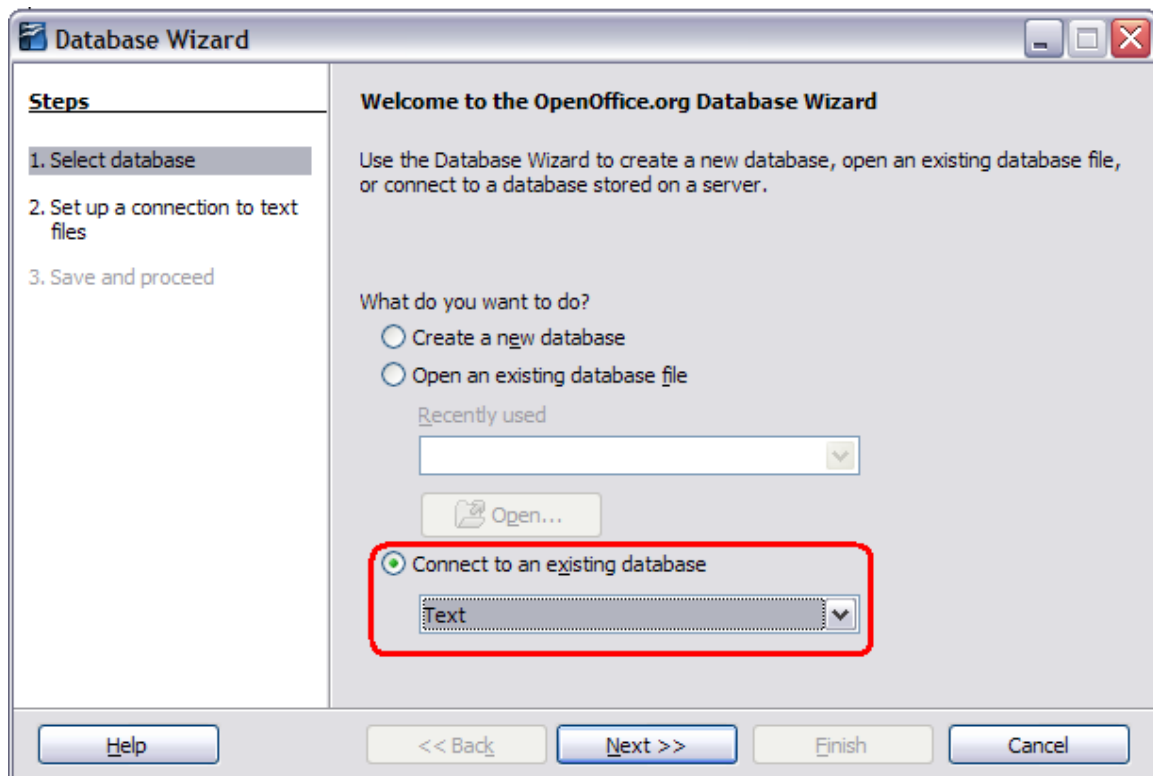 Database Wizard
Steps
1. Select database
2. Set up a connection to text
files
3. Save and proceed
Welcome to the OpenOffice.org Database Wizard
Use the Database Wizard to create a new database, open an existing database file,
or connect to a database stored on a server.
What do you want to do?
Create a new database
Open an existing database file
Recently used
Open...
Connect to an existing database
Text
Help
<< Back
Next >>
Finish
Cancel